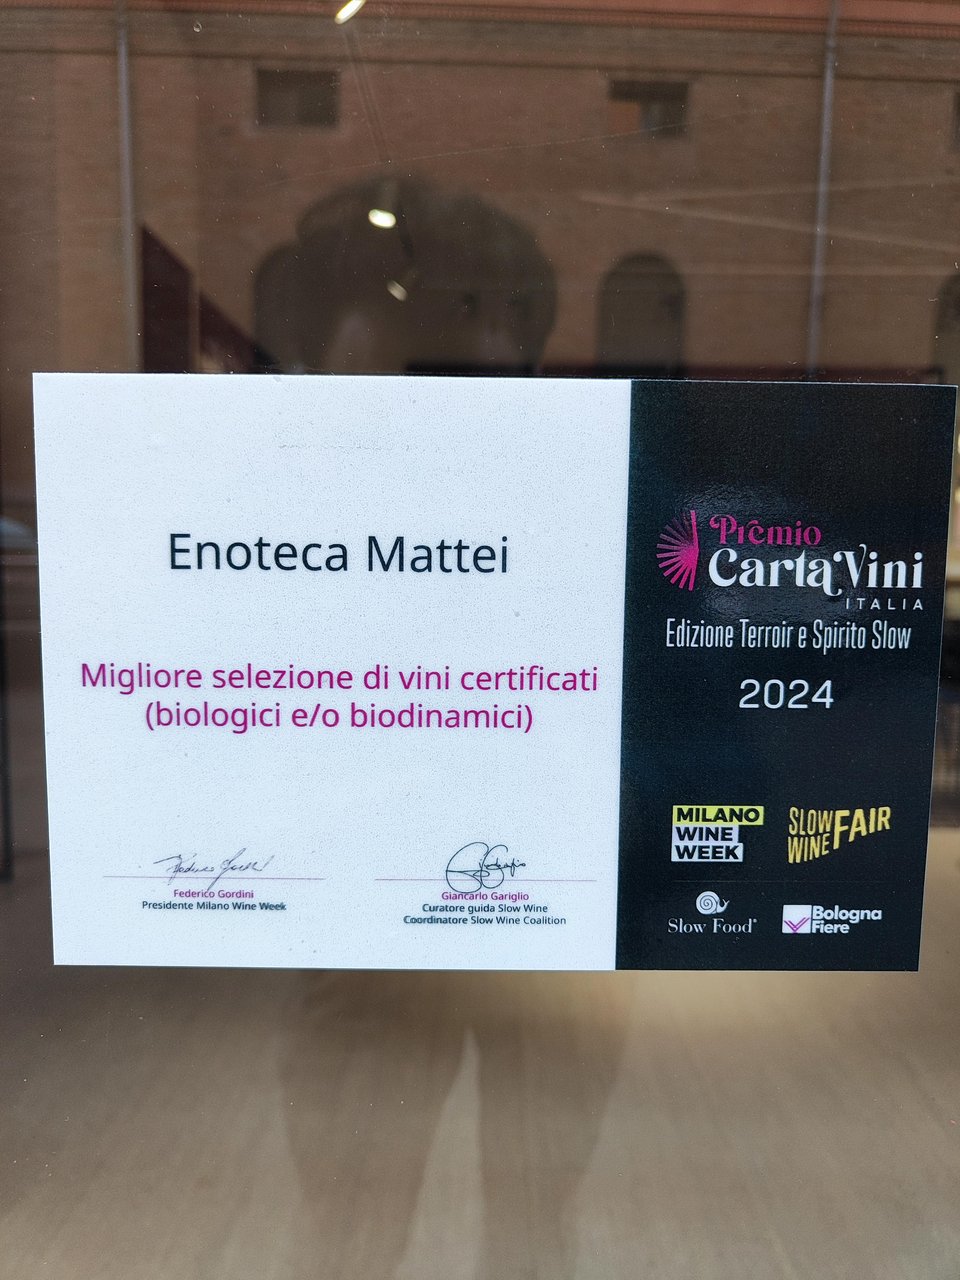 Enoteca Mattei
Migliore selezione di vini certificati
(biologici e/o biodinamici)
Federico Gordini
Presidente Milano Wine Week
Giancarlo Gariglio
Curatore guida Slow Wine
Coordinatore Slow Wine Coalition
Premio
CartaVini
ITALIA
Edizione Terroir e Spirito Slow
2024
MILANO
WINE
WEEK
SLOW
WINE
FAIR
Slow Food®
Bologna
Fiere